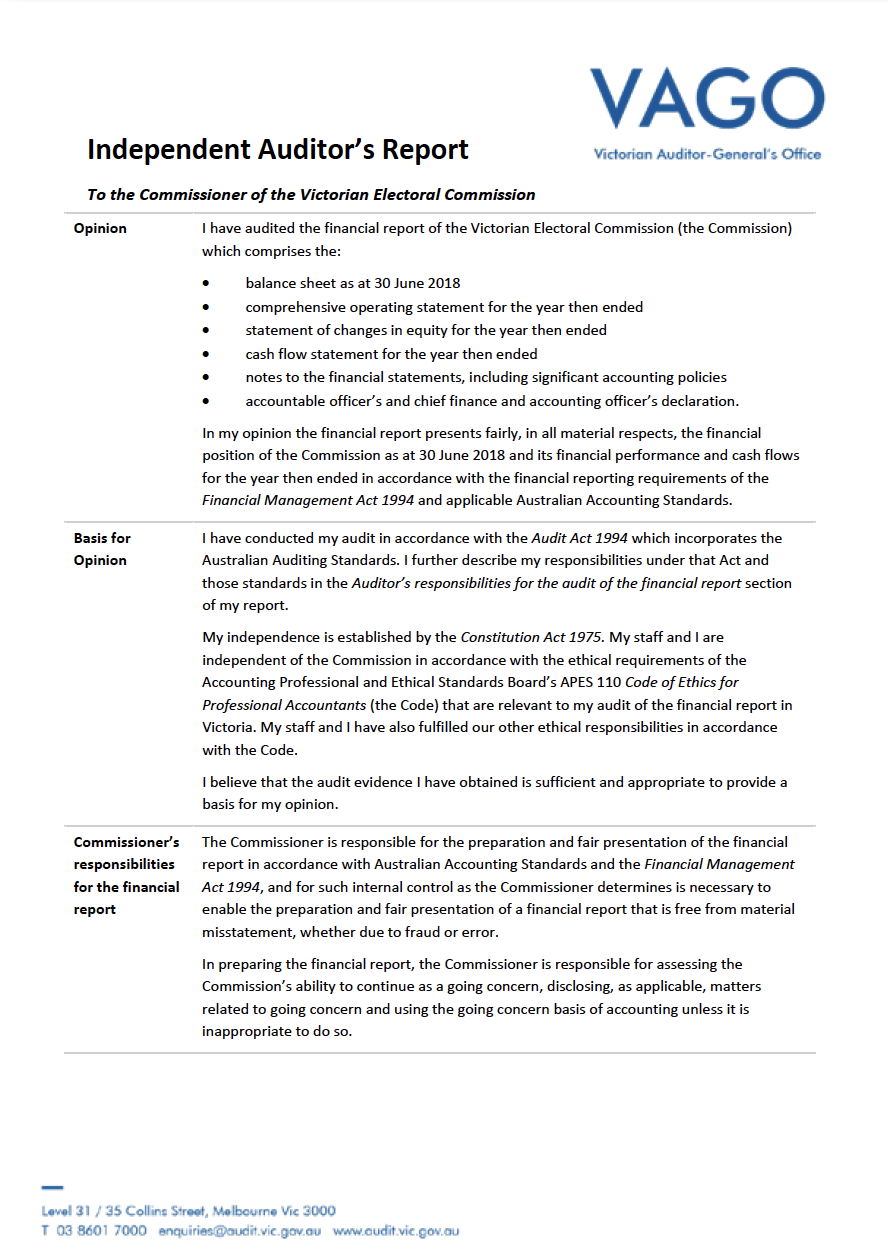 VAGO
Victorian Auditor-General's Office
Independent Auditor's Report
To the Commissioner of the Victorian Electoral Commission
Opinion
I have audited the financial report of the Victorian Electoral Commission (the Commission)
which comprises the:
• balance sheet as at 30 June 2018
• comprehensive operating statement for the year then ended
• statement of changes in equity for the year then ended
• cash flow statement for the year then ended
• notes to the financial statements, including significant accounting policies
• accountable officer's and chief finance and accounting officer's declaration.
In my opinion the financial report presents fairly, in all material respects, the financial
position of the Commission as at 30 June 2018 and its financial performance and cash flows
for the year then ended in accordance with the financial reporting requirements of the
Financial Management Act 1994 and applicable Australian Accounting Standards.
Basis for
Opinion
I have conducted my audit in accordance with the Audit Act 1994 which incorporates the
Australian Auditing Standards. I further describe my responsibilities under that Act and
those standards in the Auditor's responsibilities for the audit of the financial report section
of my report.
My independence is established by the Constitution Act 1975. My staff and I are
independent of the Commission in accordance with the ethical requirements of the
Accounting Professional and Ethical Standards Board's APES 110 Code of Ethics for
Professional Accountants (the Code) that are relevant to my audit of the financial report in
Victoria. My staff and I have also fulfilled our other ethical responsibilities in accordance
with the Code.
I believe that the audit evidence I have obtained is sufficient and appropriate to provide a
basis for my opinion.
Commissioner's
responsibilities
for the financial
report
The Commissioner is responsible for the preparation and fair presentation of the financial
report in accordance with Australian Accounting Standards and the Financial Management
Act 1994, and for such internal control as the Commissioner determines is necessary to
enable the preparation and fair presentation of a financial report that is free from material
misstatement, whether due to fraud or error.
In preparing the financial report, the Commissioner is responsible for assessing the
Commission's ability to continue as a going concern, disclosing, as applicable, matters
related to going concern and using the going concern basis of accounting unless it is
inappropriate to do so.
Level 31 / 35 Collins Street, Melbourne Vic 3000
T 03 8601 7000 enquiries@audit.vic.gov.au www.audit.vic.gov.au